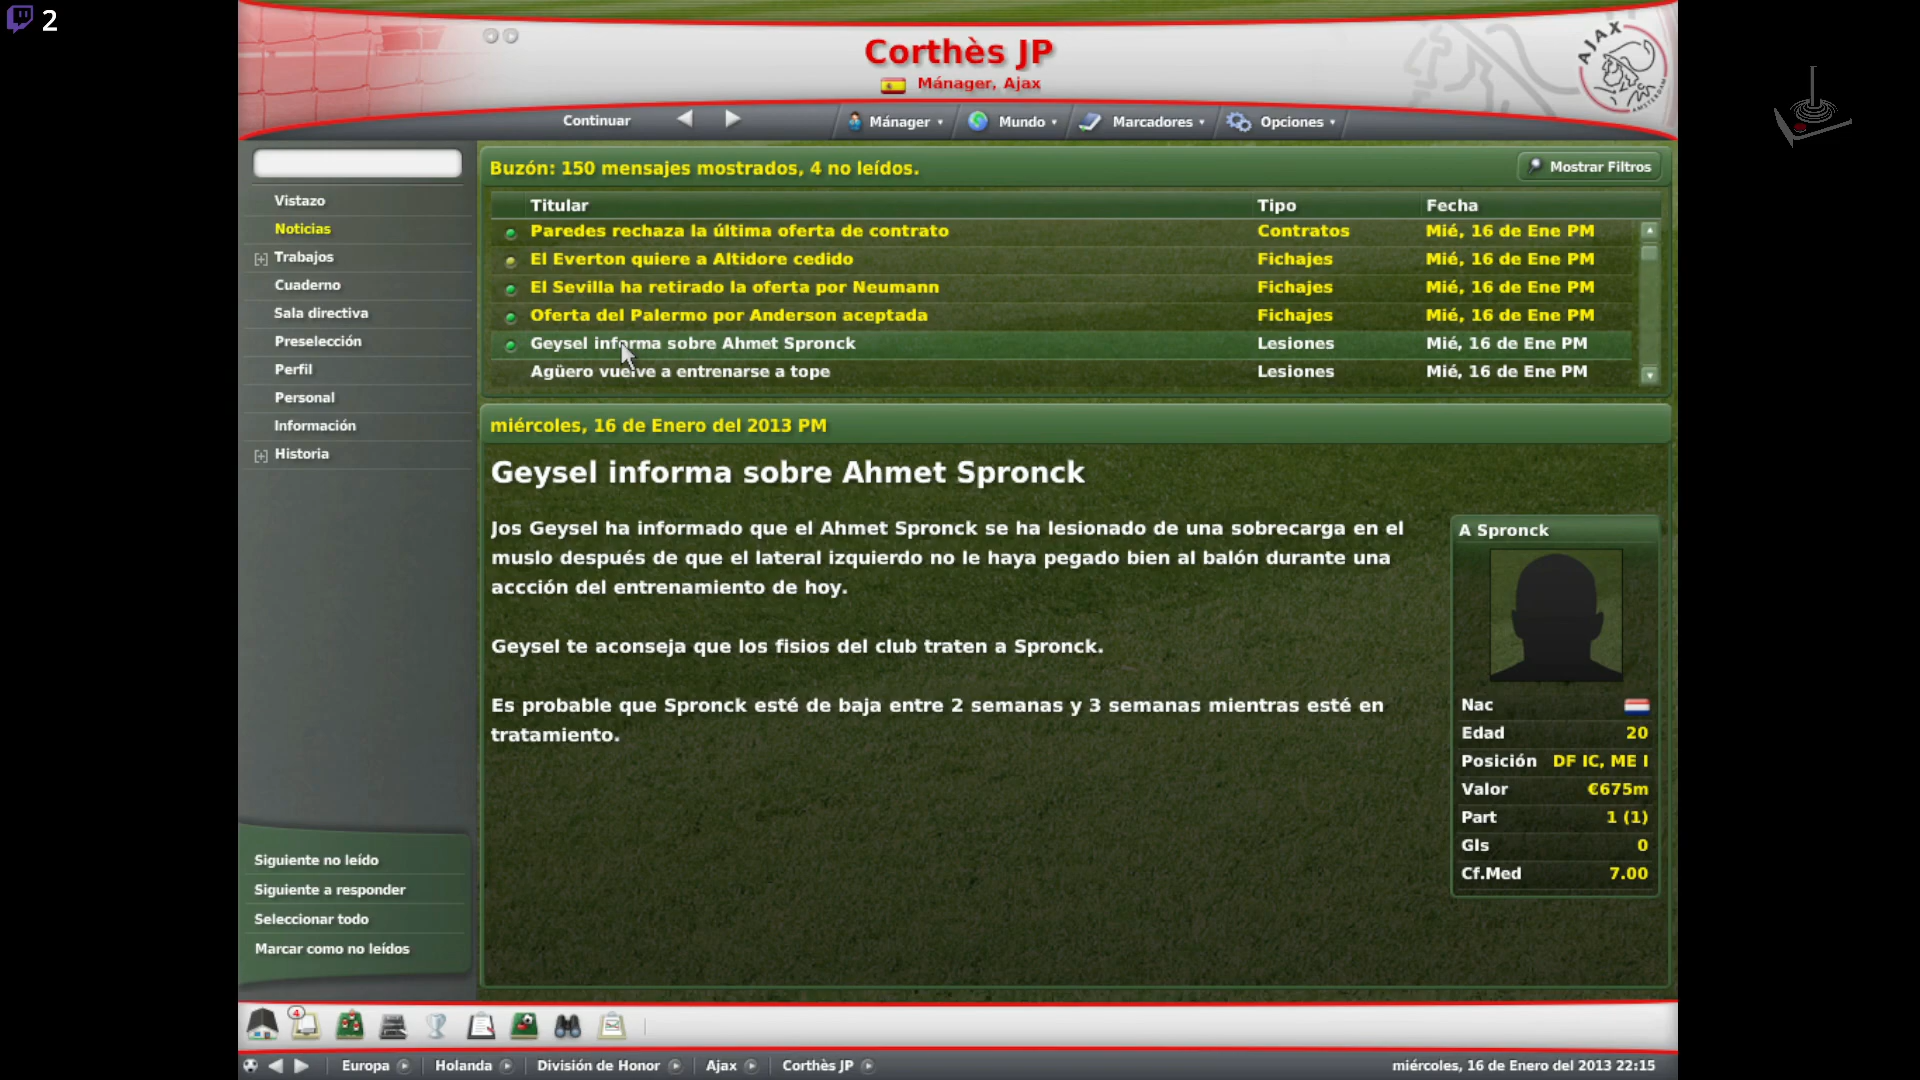 2
Corthès JP
Mánager, Ajax
AJAX
AMSTERDAM
Continuar
Mánager
Mundo
Marcadores
Opciones
Vistazo
Noticias
Trabajos
Cuaderno
Sala directiva
Preselección
Perfil
Personal
Información
Historia
Buzón: 150 mensajes mostrados, 4 no leídos.
Mostrar Filtros
Titular Tipo Fecha
Paredes rechaza la última oferta de contrato Contratos Mié, 16 de Ene PM
El Everton quiere a Altidore cedido Fichajes Mié, 16 de Ene PM
El Sevilla ha retirado la oferta por Neumann Fichajes Mié, 16 de Ene PM
Oferta del Palermo por Anderson aceptada Fichajes Mié, 16 de Ene PM
Geysel informa sobre Ahmet Spronck Lesiones Mié, 16 de Ene PM
Agüero vuelve a entrenarse a tope Lesiones Mié, 16 de Ene PM
miércoles, 16 de Enero del 2013 PM
Geysel informa sobre Ahmet Spronck
Jos Geysel ha informado que el Ahmet Spronck se ha lesionado de una sobrecarga en el
muslo después de que el lateral izquierdo no le haya pegado bien al balón durante una
accción del entrenamiento de hoy.
Geysel te aconseja que los fisios del club traten a Spronck.
Es probable que Spronck esté de baja entre 2 semanas y 3 semanas mientras esté en
tratamiento.
A Spronck
Nac
Edad 20
Posición DF IC, ME I
Valor €675m
Part 1 (1)
Gls 0
Cf.Med 7.00
Siguiente no leído
Siguiente a responder
Seleccionar todo
Marcar como no leídos
4
Europa
Holanda
División de Honor
Ajax
Corthès JP
miércoles, 16 de Enero del 2013 22:15